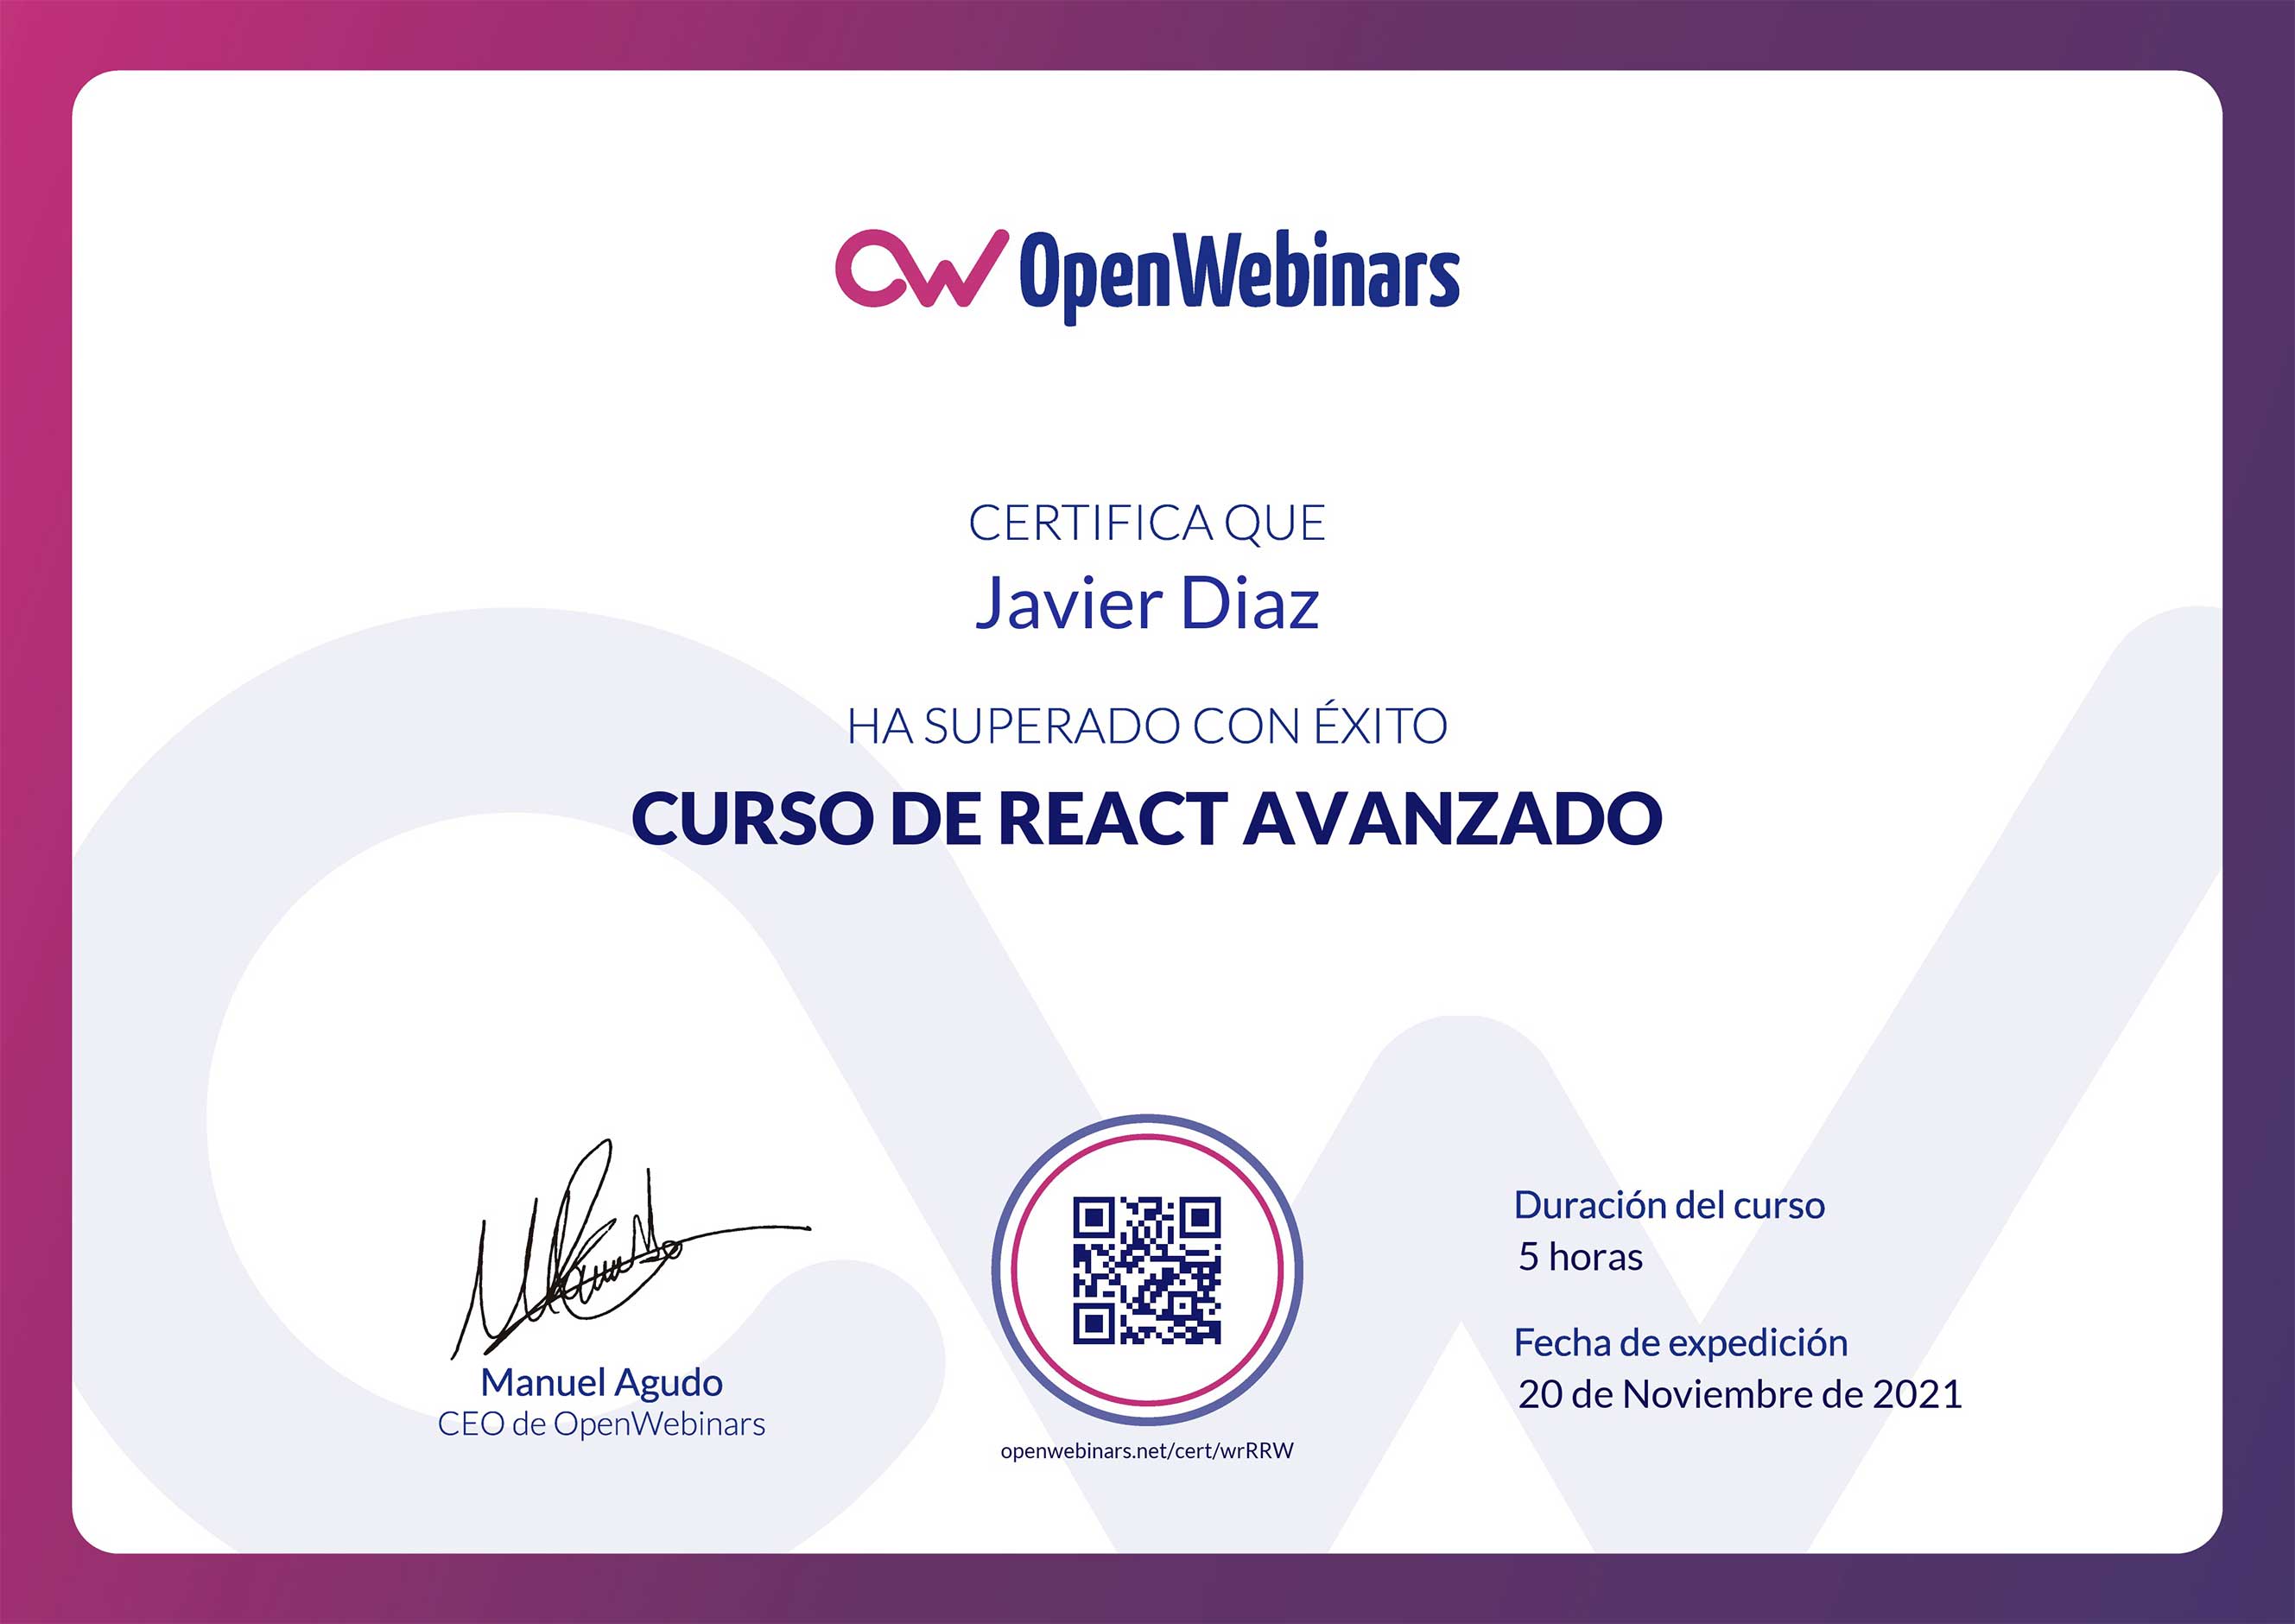 OpenWebinars
CERTIFICA QUE
Javier Diaz
HA SUPERADO CON ÉXITO
CURSO DE REACT AVANZADO
Manuel Agudo
CEO de OpenWebinars
openwebinars.net/cert/wrRRW
Duración del curso
5 horas
Fecha de expedición
20 de Noviembre de 2021